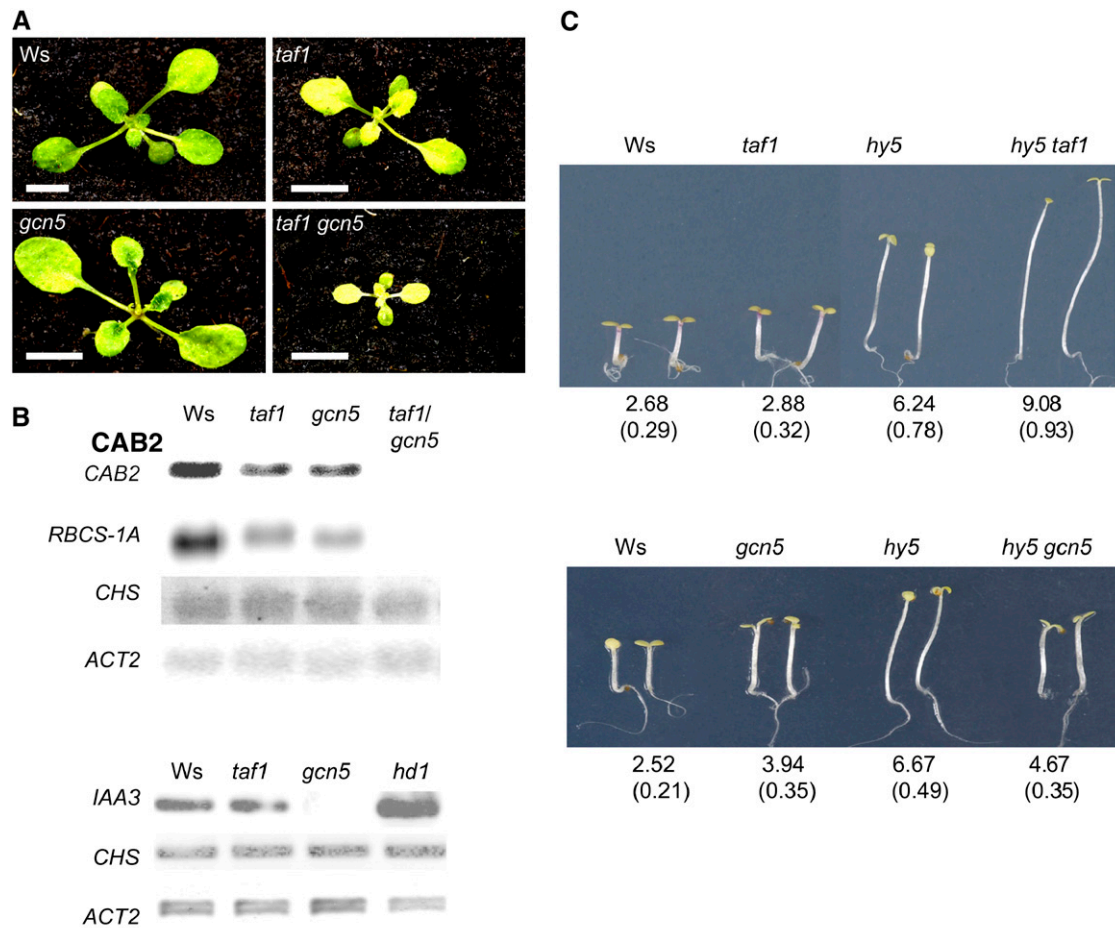 A
Ws
taf1
gcn5
taf1 gcn5
B
Ws taf1 gcn5 taf1/
gcn5
CAB2
CAB2
RBCS-1A
CHS
ACT2
Ws taf1 gcn5 hd1
IAA3
CHS
ACT2
C
Ws taf1 hy5 hy5 taf1
2.68 2.88 6.24 9.08
(0.29) (0.32) (0.78) (0.93)
Ws gcn5 hy5 hy5 gcn5
2.52 3.94 6.67 4.67
(0.21) (0.35) (0.49) (0.35)